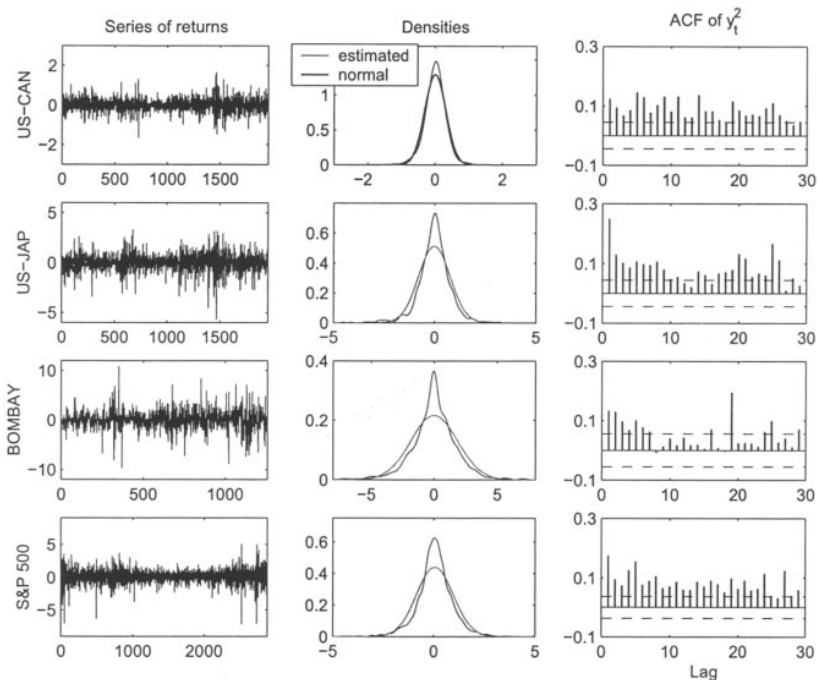 Series of returns
Densities
ACF of y_t^2
US−CAN
2
0
−2
0 500 1000 1500
estimated
normal
1
0.5
0
−2 0 2
0.3
0.1
−0.1
0 10 20 30
US−JAP
5
0
−5
0 500 1000 1500
0.6
0.4
0.2
0
−5 0 5
0.3
0.1
−0.1
0 10 20 30
BOMBAY
10
0
−10
0 500 1000
0.4
0.2
0
−5 0 5
0.3
0.1
−0.1
0 10 20 30
S&P 500
5
0
−5
0 1000 2000
0.6
0.4
0.2
0
−5 0 5
0.3
0.1
−0.1
0 10 20 30
Lag